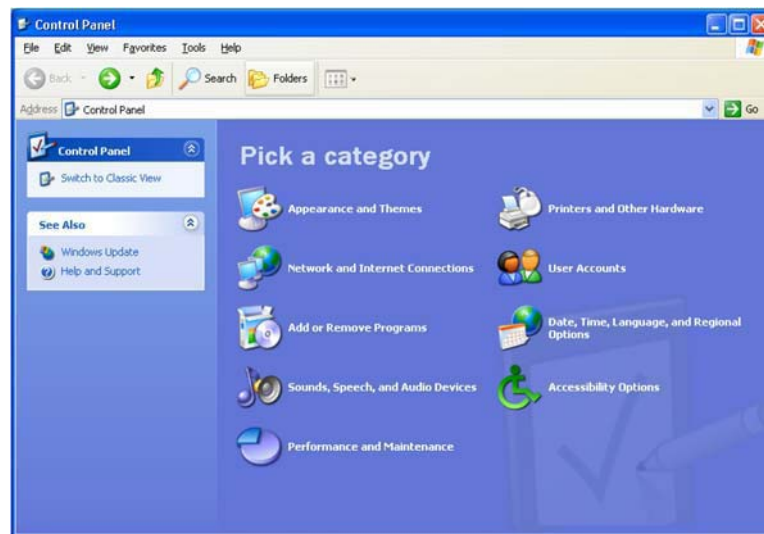 Control Panel
File Edit View Favorites Tools Help
Back Search Folders
Address Control Panel Go
Control Panel
Switch to Classic View
See Also
Windows Update
Help and Support
Pick a category
Appearance and Themes
Printers and Other Hardware
Network and Internet Connections
User Accounts
Add or Remove Programs
Date, Time, Language, and Regional
Options
Sounds, Speech, and Audio Devices
Accessibility Options
Performance and Maintenance